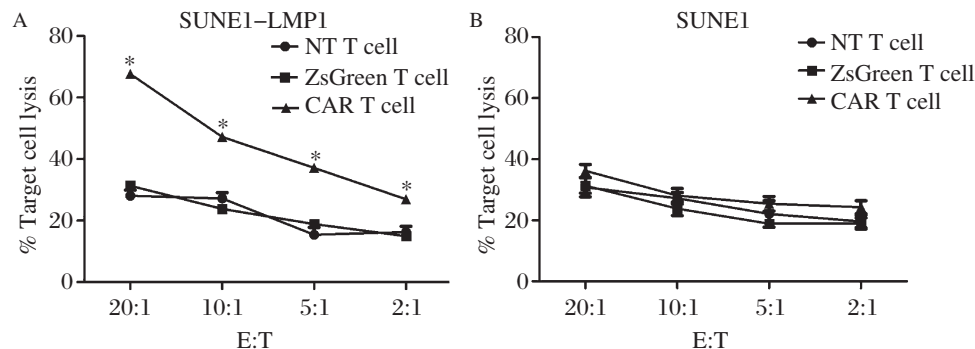 A
SUNE1–LMP1
NT T cell
ZsGreen T cell
CAR T cell
% Target cell lysis
80
60
40
20
0
*
*
*
*
20:1
10:1
5:1
2:1
E:T
B
SUNE1
NT T cell
ZsGreen T cell
CAR T cell
% Target cell lysis
80
60
40
20
0
20:1
10:1
5:1
2:1
E:T